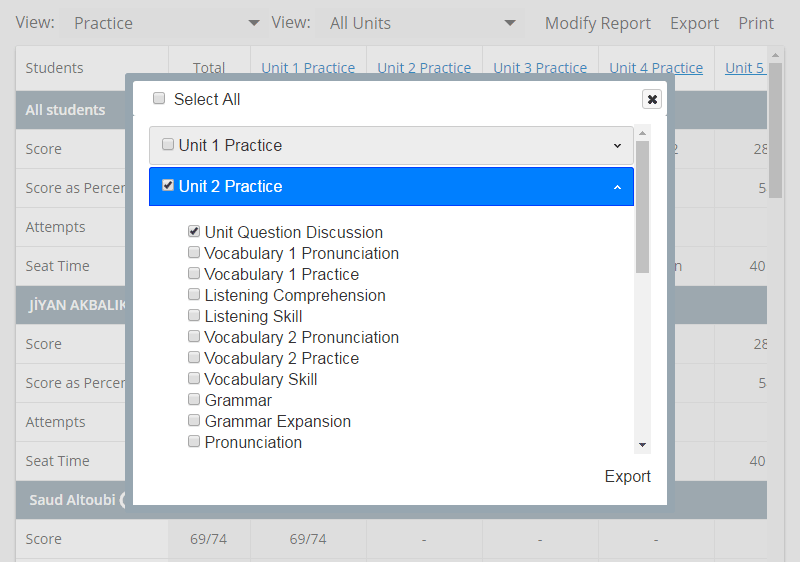 View: Practice View: All Units Modify Report Export Print
Students Total Unit 1 Practice Unit 2 Practice Unit 3 Practice Unit 4 Practice Unit 5
Select All
All students
Unit 1 Practice
Score 2 28
Unit 2 Practice
Score as Percen 5
Attempts
Unit Question Discussion
Vocabulary 1 Pronunciation
Seat Time n 40
Vocabulary 1 Practice
Listening Comprehension
JİYAN AKBALIK
Listening Skill
Vocabulary 2 Pronunciation
Score 28
Vocabulary 2 Practice
Vocabulary Skill
Score as Percen 5
Grammar
Attempts
Grammar Expansion
Pronunciation
Seat Time 40
Export
Saud Altoubi
Score 69/74 69/74 - - -